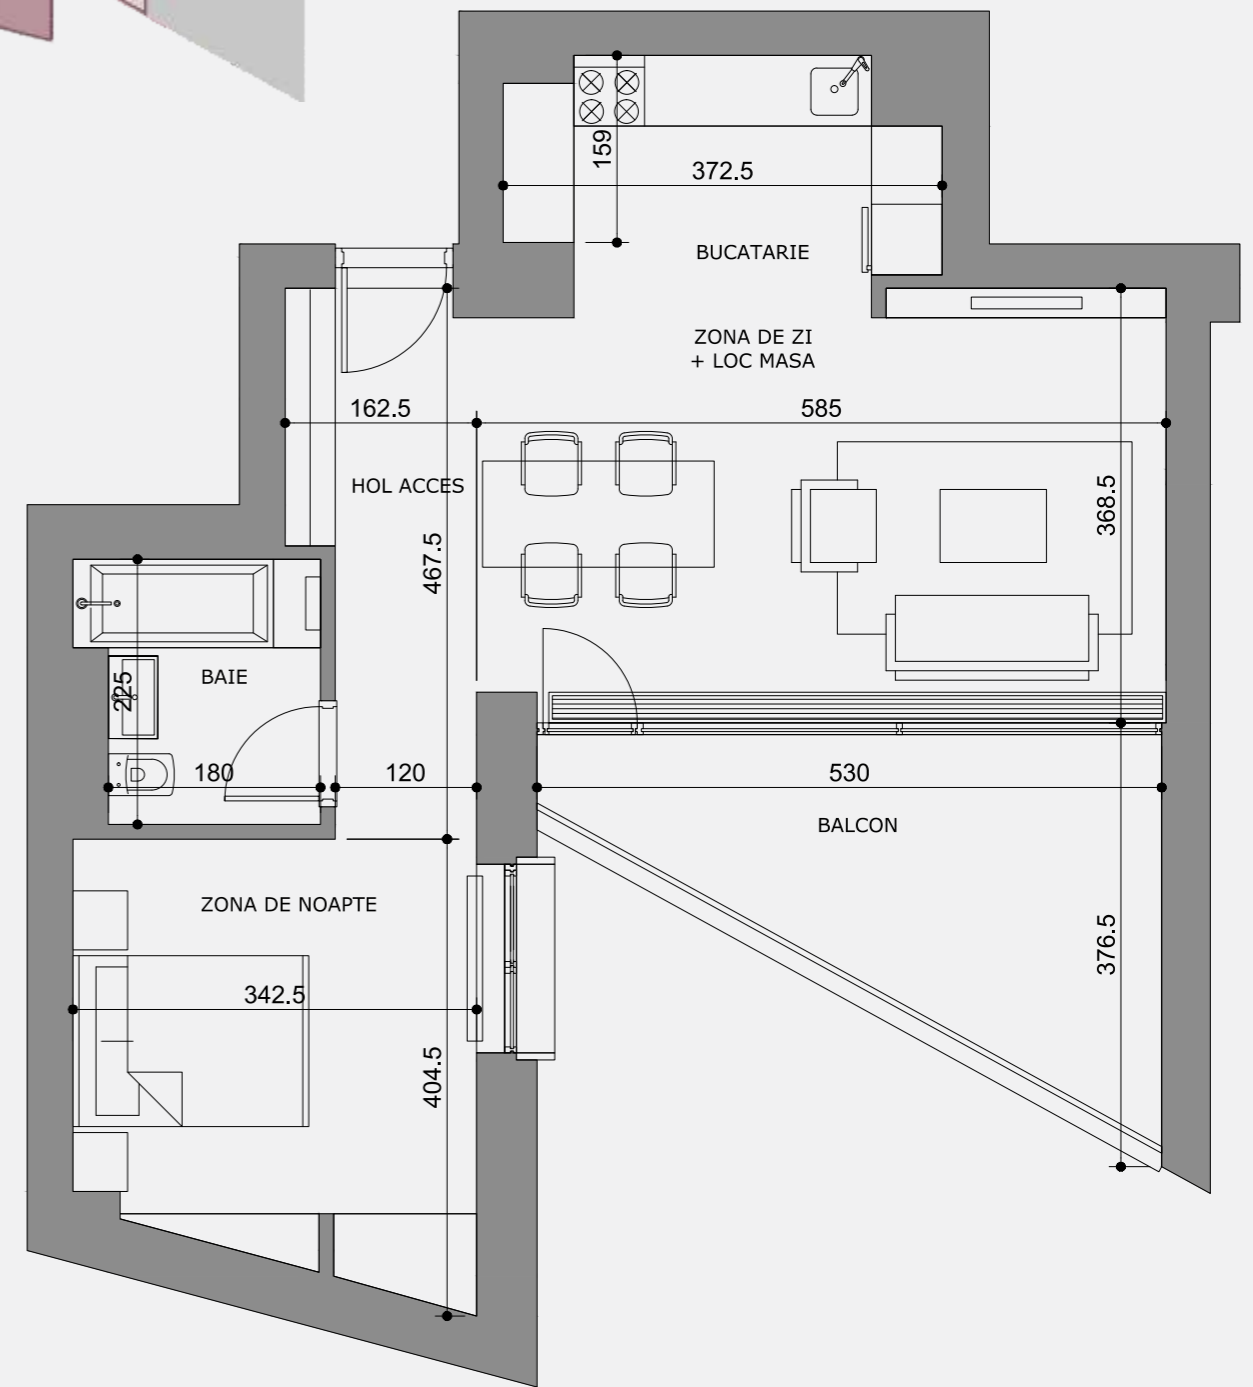 159
372.5
BUCATARIE
ZONA DE ZI
+ LOC MASA
162.5
585
HOL ACCES
368.5
467.5
BAIE
225
180
120
530
BALCON
ZONA DE NOAPTE
376.5
342.5
404.5